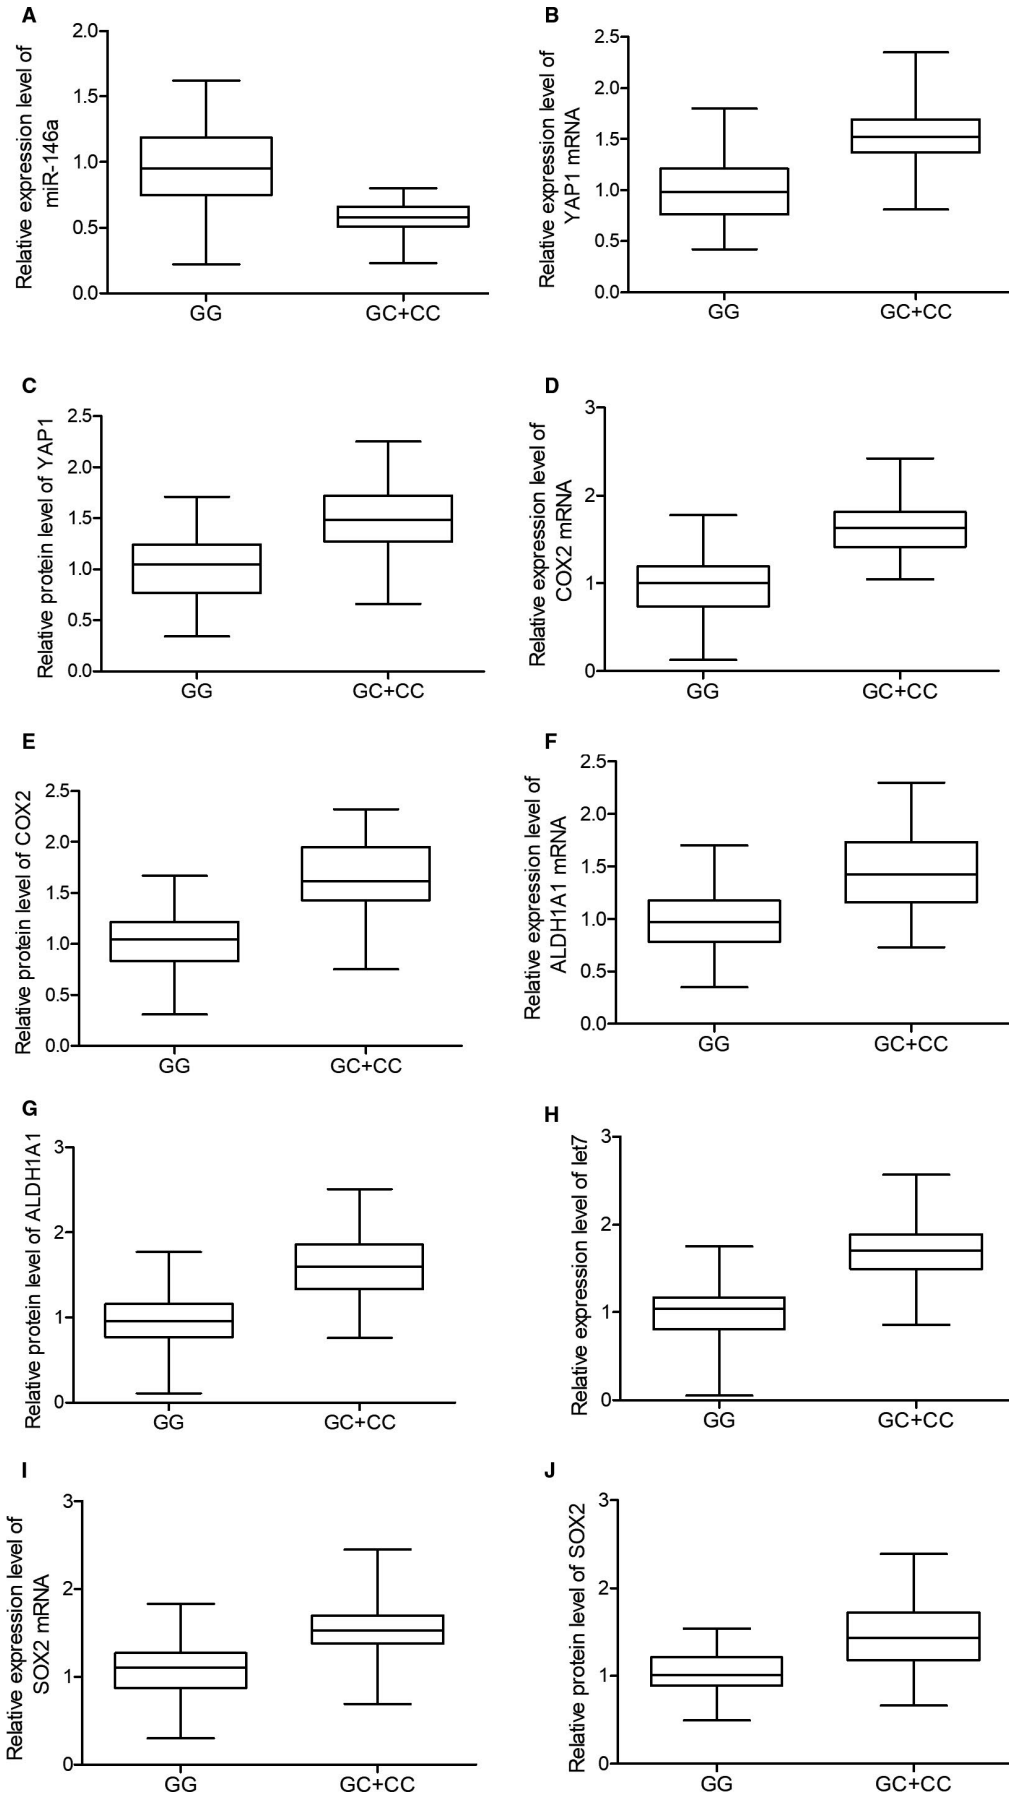 A
Relative expression level of
miR-146a
2.0
1.5
1.0
0.5
0.0
GG
GC+CC
B
Relative expression level of
YAP1 mRNA
2.5
2.0
1.5
1.0
0.5
0.0
GG
GC+CC
C
Relative protein level of YAP1
2.5
2.0
1.5
1.0
0.5
0.0
GG
GC+CC
D
Relative expression level of
COX2 mRNA
3
2
1
0
GG
GC+CC
E
Relative protein level of COX2
2.5
2.0
1.5
1.0
0.5
0.0
GG
GC+CC
F
Relative expression level of
ALDH1A1 mRNA
2.5
2.0
1.5
1.0
0.5
0.0
GG
GC+CC
G
Relative protein level of ALDH1A1
3
2
1
0
GG
GC+CC
H
Relative expression level of let7
3
2
1
0
GG
GC+CC
I
Relative expression level of
SOX2 mRNA
3
2
1
0
GG
GC+CC
J
Relative protein level of SOX2
3
2
1
0
GG
GC+CC